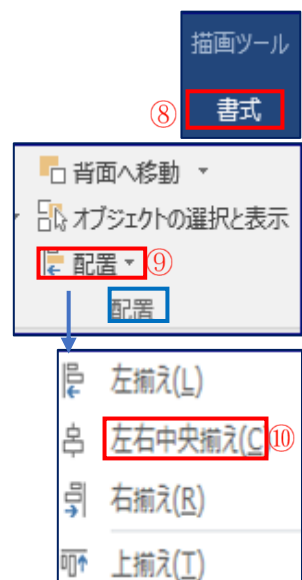 描画ツール
⑧ 書式
背面へ移動
オブジェクトの選択と表示
配置 ⑨
配置
左揃え(L)
左右中央揃え(C ⑩
右揃え(R)
上揃え(T)